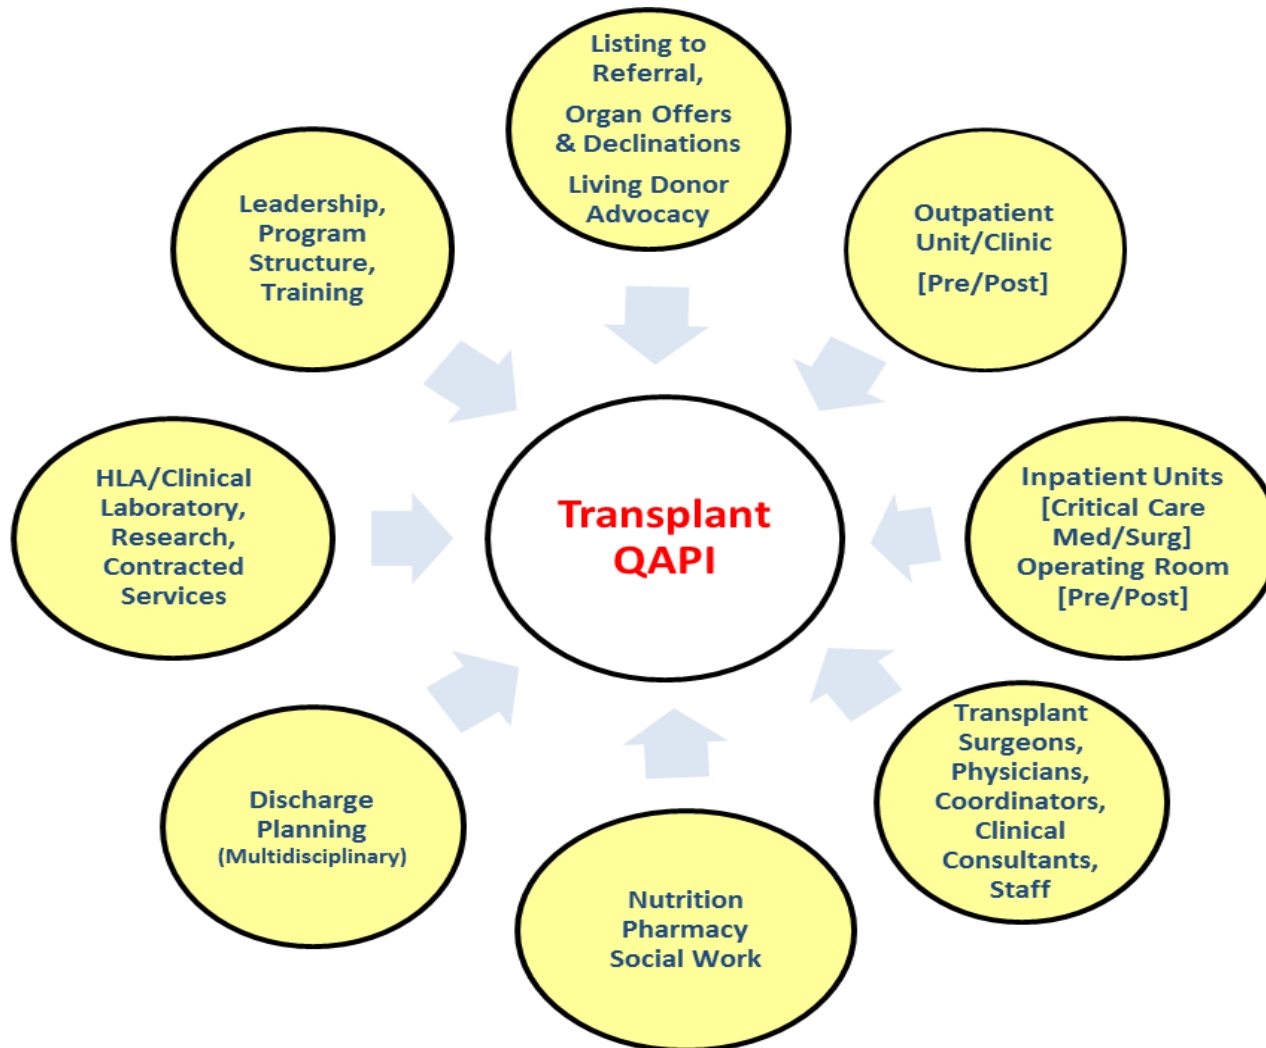 Listing to
Referral,
Organ Offers
& Declinations
Living Donor
Advocacy
Outpatient
Unit/Clinic
[Pre/Post]
Inpatient Units
[Critical Care
Med/Surg]
Operating Room
[Pre/Post]
Transplant
Surgeons,
Physicians,
Coordinators,
Clinical
Consultants,
Staff
Nutrition
Pharmacy
Social Work
Discharge
Planning
(Multidisciplinary)
HLA/Clinical
Laboratory,
Research,
Contracted
Services
Leadership,
Program
Structure,
Training
Transplant
QAPI